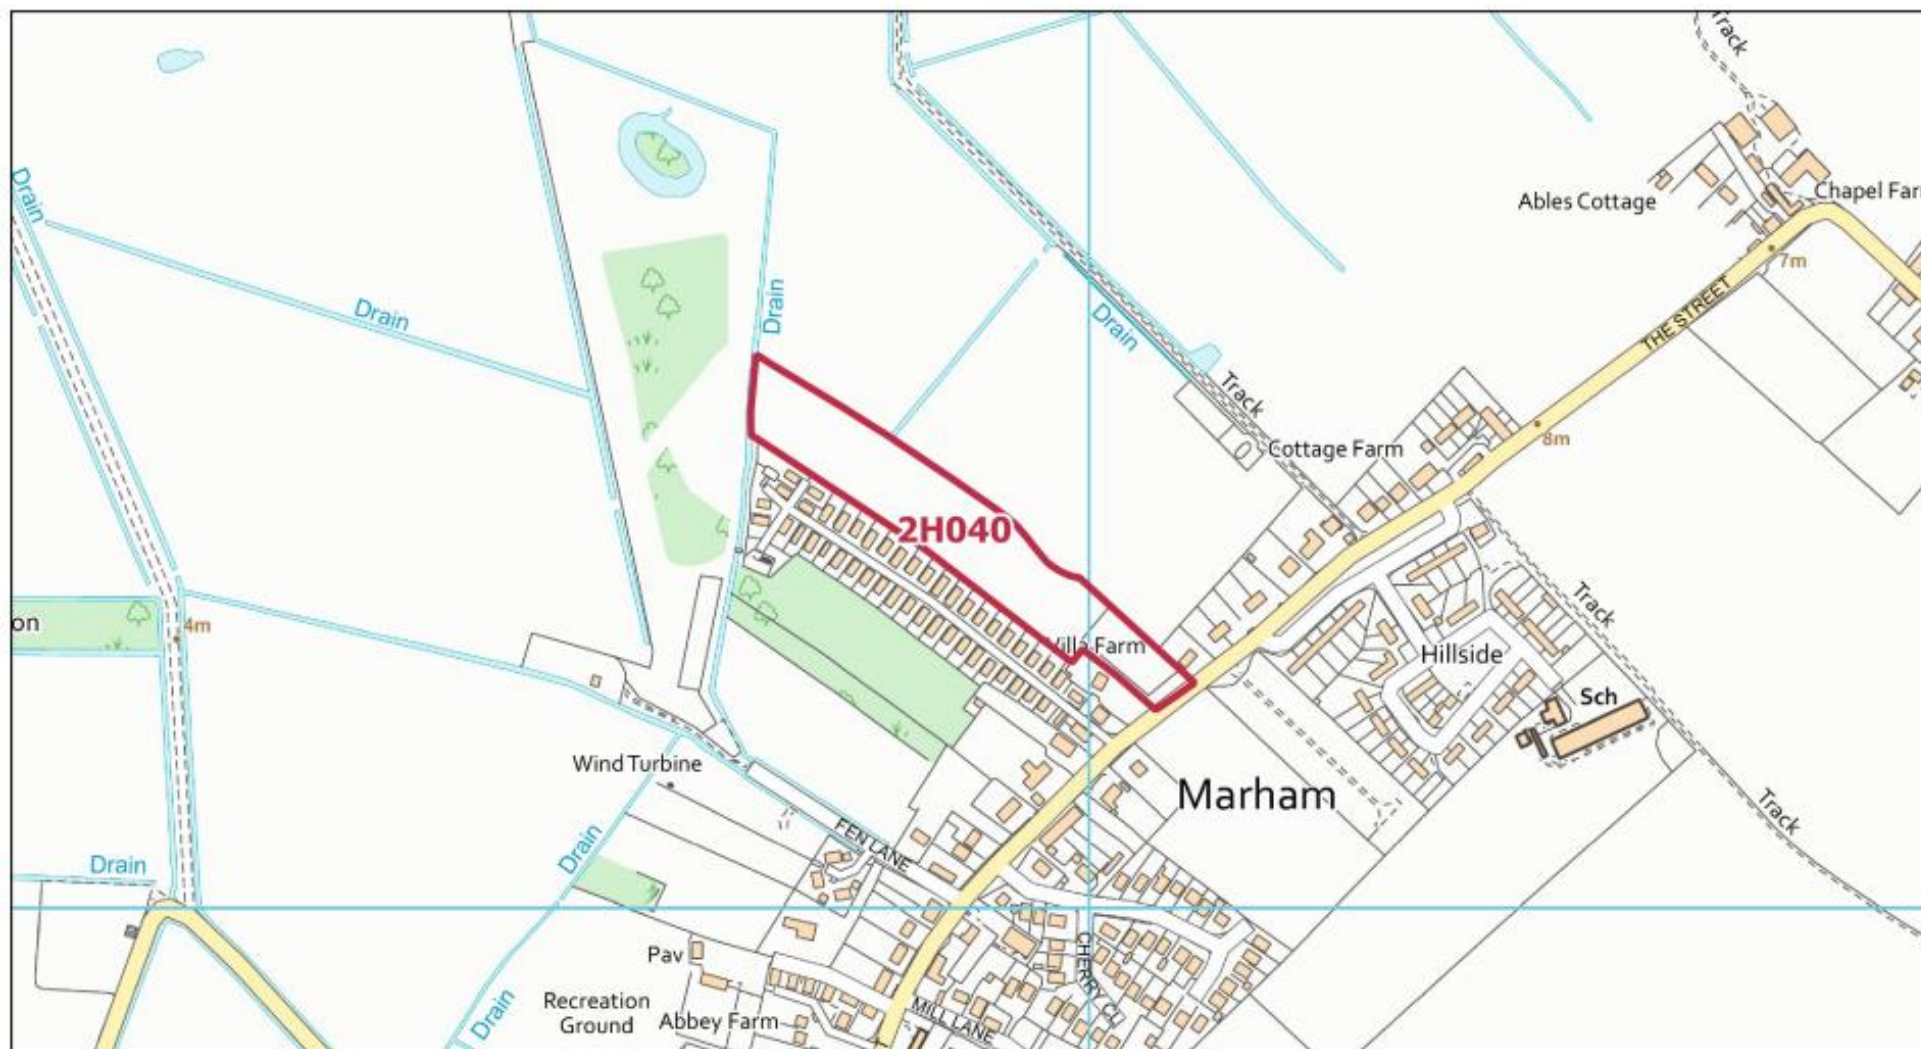 Track
Drain
Ables Cottage
Chapel Far
7m
Drain
Drain
Drain
THE STREET
Track
Cottage Farm
8m
2H040
Track
on
4m
Villa Farm
Hillside
Sch
Wind Turbine
Marham
Track
FEN LANE
Drain
Drain
Pav
CHERRY CL
Recreation
Ground
Abbey Farm
MILL LANE
Drain